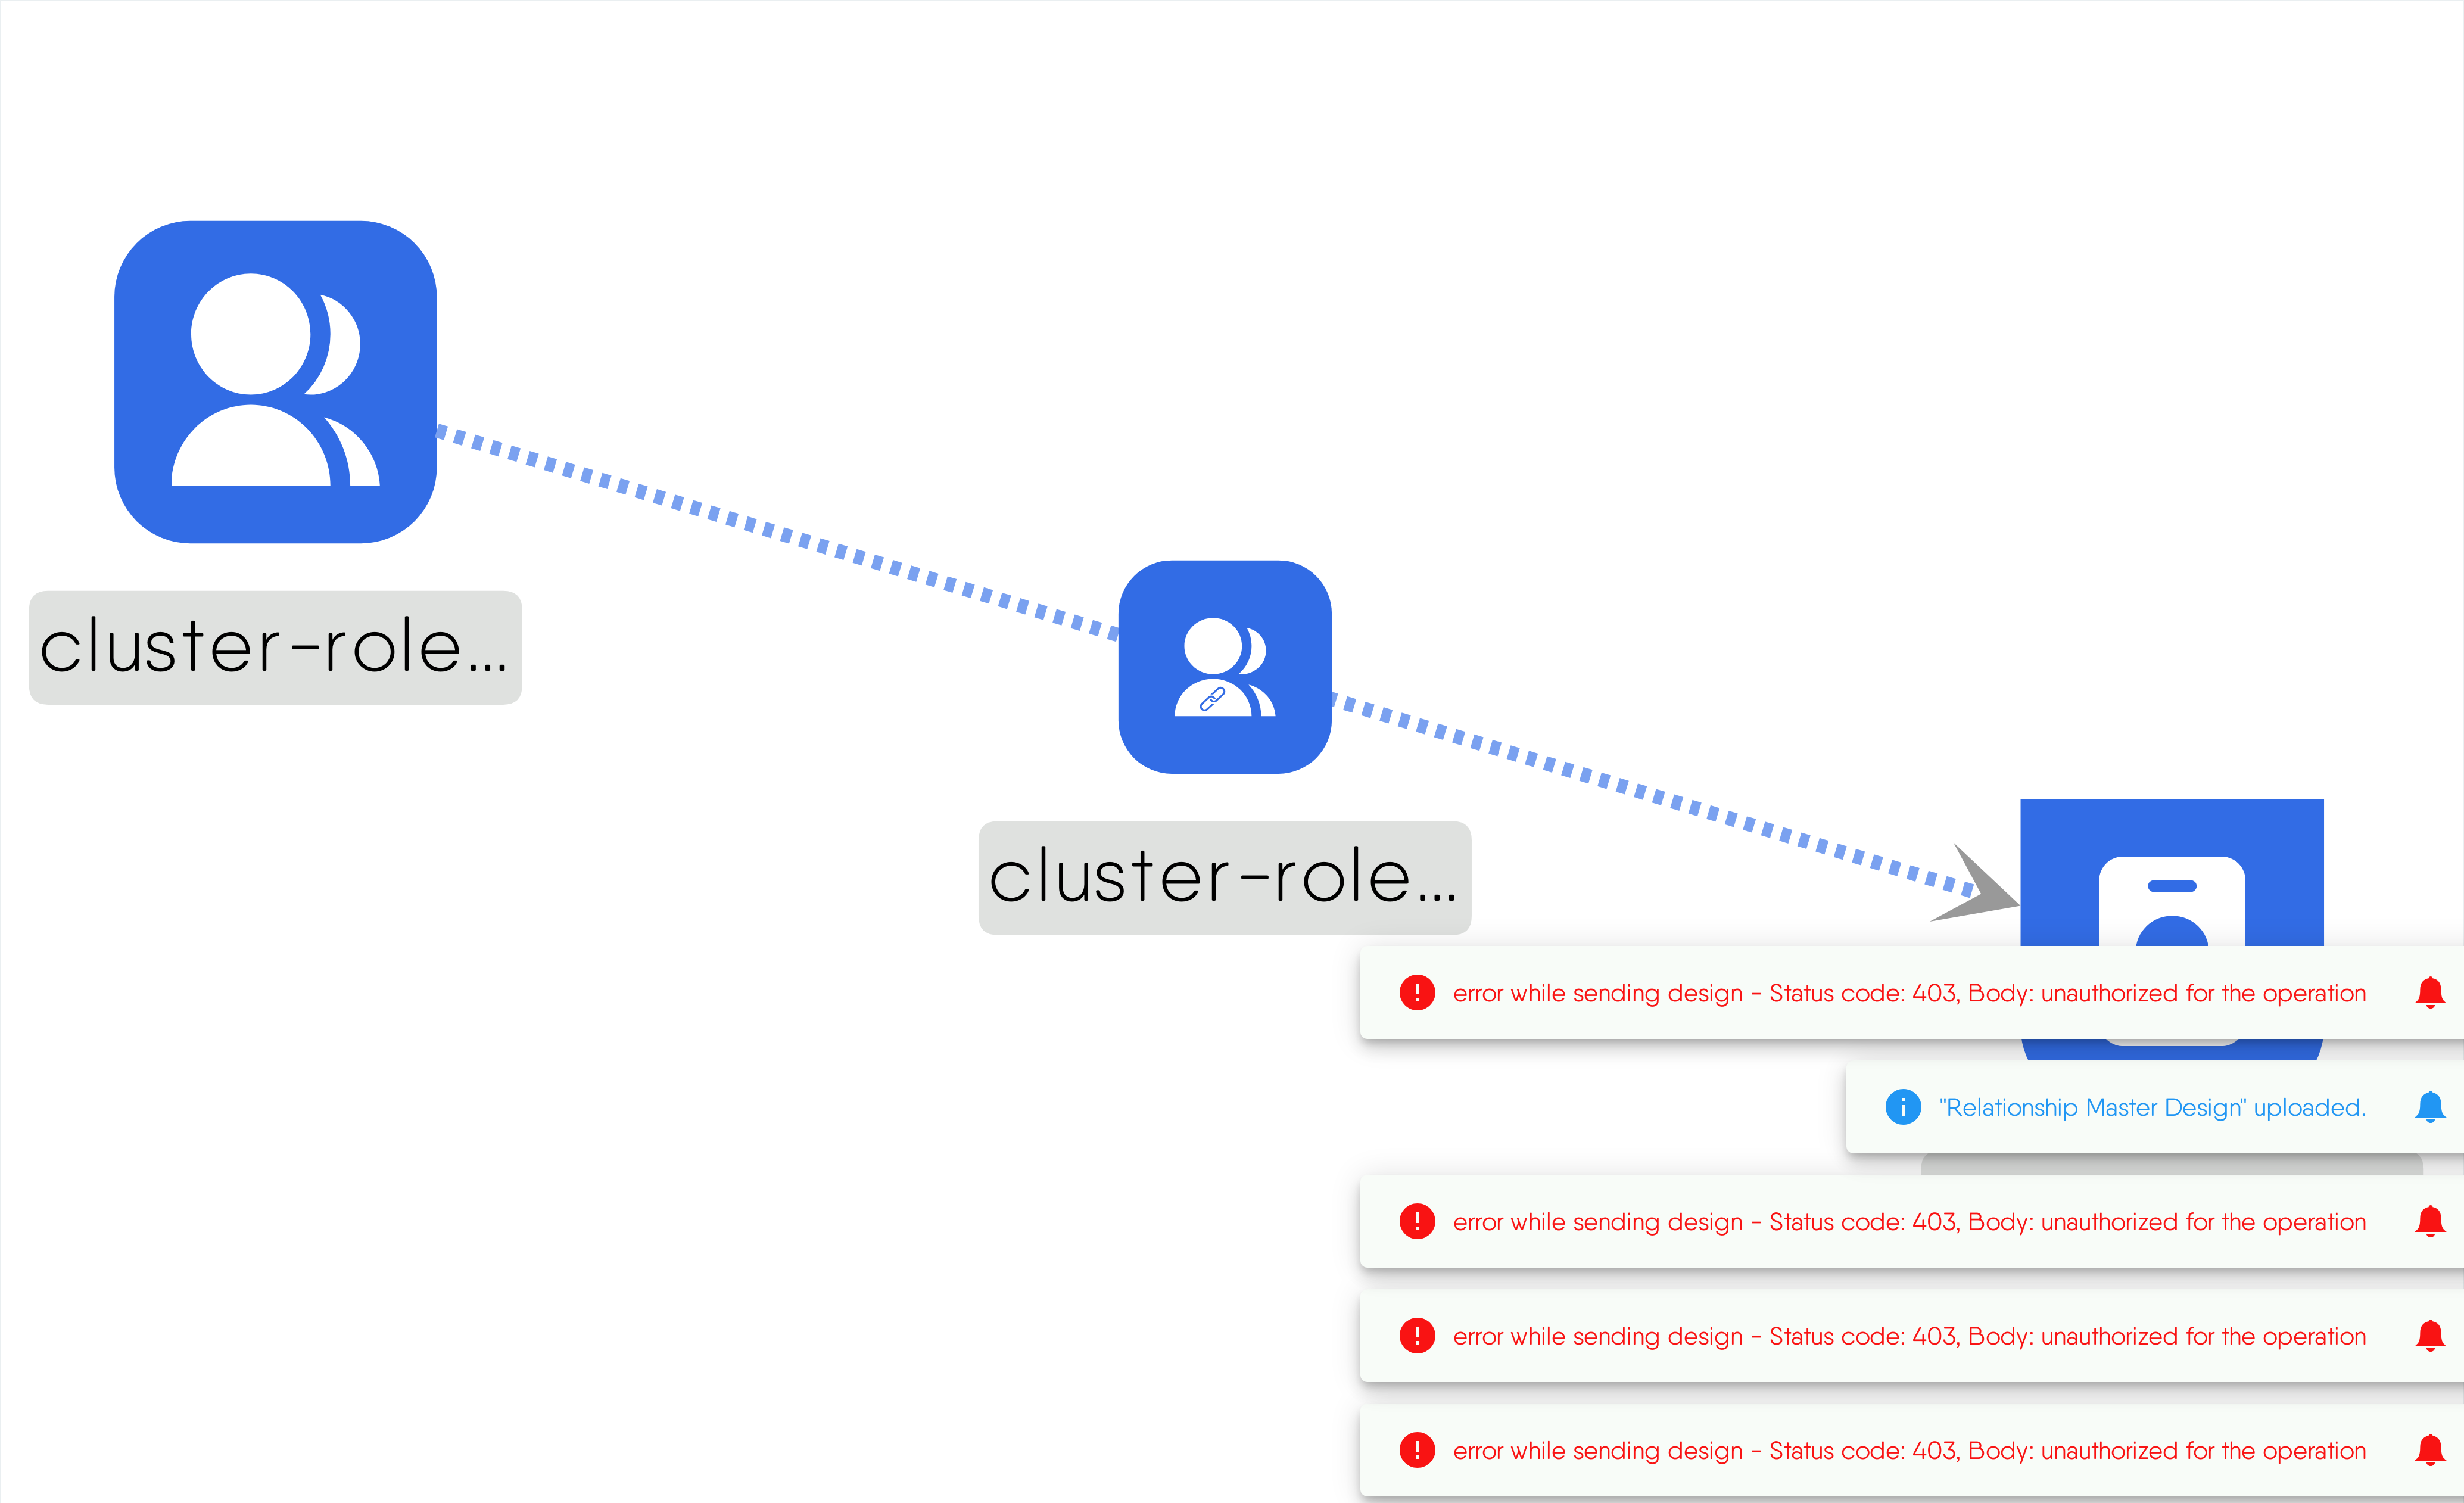 cluster-role...
cluster-role...
error while sending design - Status code: 403, Body: unauthorized for the operation
"Relationship Master Design" uploaded.
error while sending design - Status code: 403, Body: unauthorized for the operation
error while sending design - Status code: 403, Body: unauthorized for the operation
error while sending design - Status code: 403, Body: unauthorized for the operation